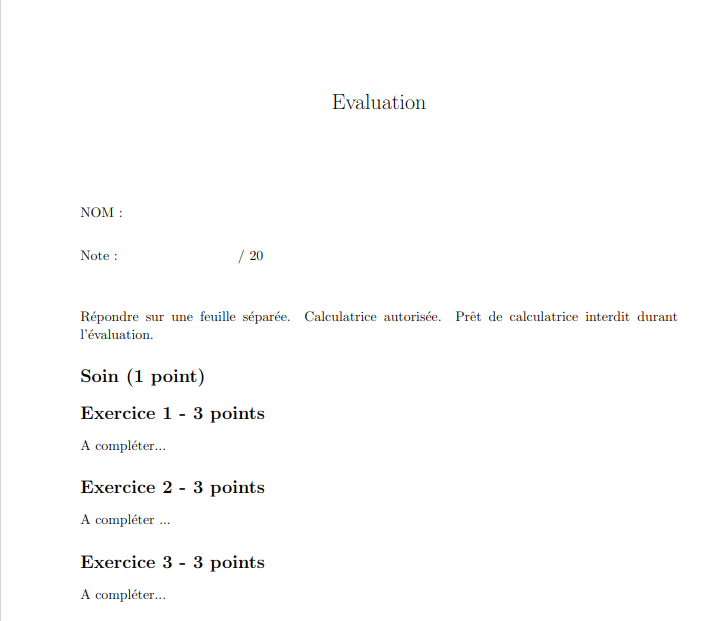 Evaluation
NOM :
Note : / 20
Répondre sur une feuille séparée. Calculatrice autorisée. Prêt de calculatrice interdit durant
l'évaluation.
Soin (1 point)
Exercice 1 - 3 points
A compléter...
Exercice 2 - 3 points
A compléter ...
Exercice 3 - 3 points
A compléter...